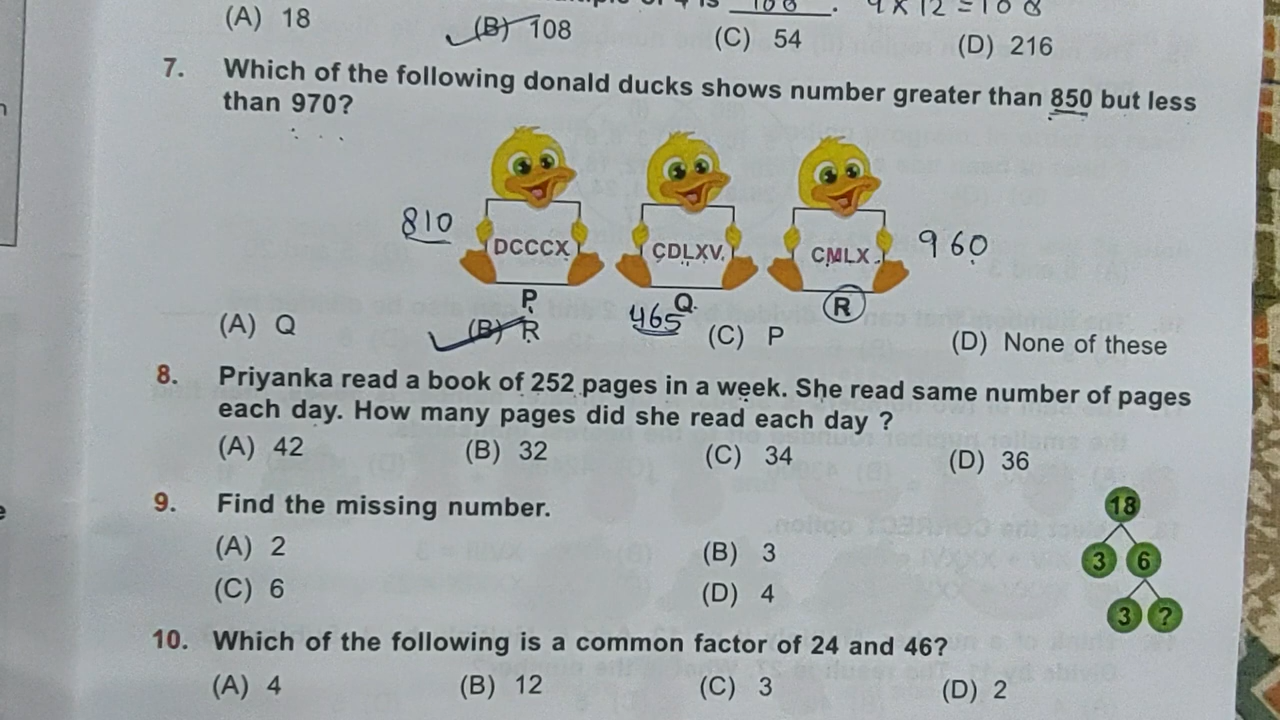 108. 9 x 12 = 108
(A) 18 (B) 108 (C) 54 (D) 216
7. Which of the following donald ducks shows number greater than 850 but less
than 970?
810 DCCCX CDLXV CMLX 960
P Q R
465
(A) Q (B) R (C) P (D) None of these
8. Priyanka read a book of 252 pages in a week. She read same number of pages
each day. How many pages did she read each day ?
(A) 42 (B) 32 (C) 34 (D) 36
9. Find the missing number.
18
(A) 2 (B) 3
3 6
(C) 6 (D) 4
3 ?
10. Which of the following is a common factor of 24 and 46?
(A) 4 (B) 12 (C) 3 (D) 2